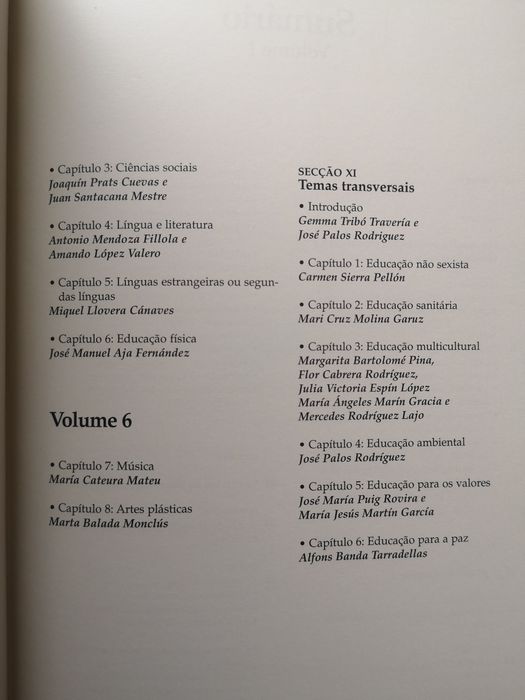 • Capítulo 3: Ciências sociais
Joaquín Prats Cuevas e
Juan Santacana Mestre
• Capítulo 4: Língua e literatura
Antonio Mendoza Fillola e
Amando López Valero
• Capítulo 5: Línguas estrangeiras ou segun-
das línguas
Miquel Llovera Cánaves
• Capítulo 6: Educação física
José Manuel Aja Fernández
Volume 6
• Capítulo 7: Música
María Cateura Mateu
• Capítulo 8: Artes plásticas
Marta Balada Monclús
SECÇÃO XI
Temas transversais
• Introdução
Gemma Tribó Travería e
José Palos Rodriguez
• Capítulo 1: Educação não sexista
Carmen Sierra Pellón
• Capítulo 2: Educação sanitária
Mari Cruz Molina Garuz
• Capítulo 3: Educação multicultural
Margarita Bartolomé Pina,
Flor Cabrera Rodríguez,
Julia Victoria Espín López
María Ángeles Marín Gracia e
Mercedes Rodríguez Lajo
• Capítulo 4: Educação ambiental
José Palos Rodríguez
• Capítulo 5: Educação para os valores
José María Puig Rovira e
María Jesús Martín García
• Capítulo 6: Educação para a paz
Alfons Banda Tarradellas